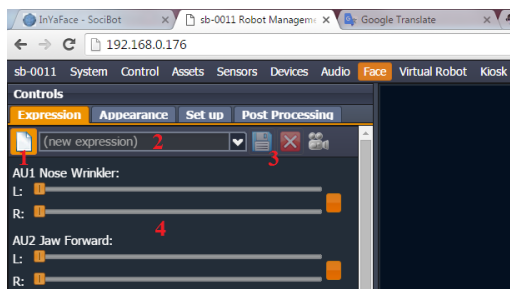 InYaFace - SociBot x sb-0011 Robot Managem x Google Translate x
192.168.0.176
sb-0011 System Control Assets Sensors Devices Audio Face Virtual Robot Kiosk
Controls
Expression Appearance Set up Post Processing
(new expression) 2
1 3
AU1 Nose Wrinkler:
L:
R:
4
AU2 Jaw Forward:
L:
R: